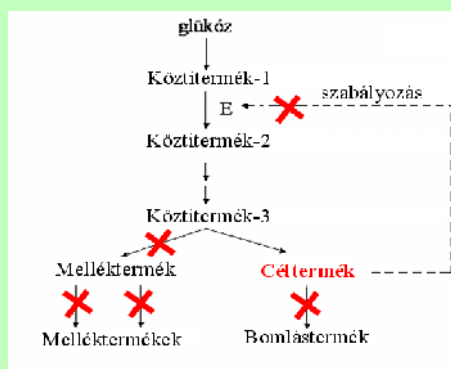 glükóz
Köztitermék-1
szabályozás
E
Köztitermék-2
Köztitermék-3
Melléktermék
Céltermék
Melléktermékek
Bomlástermék